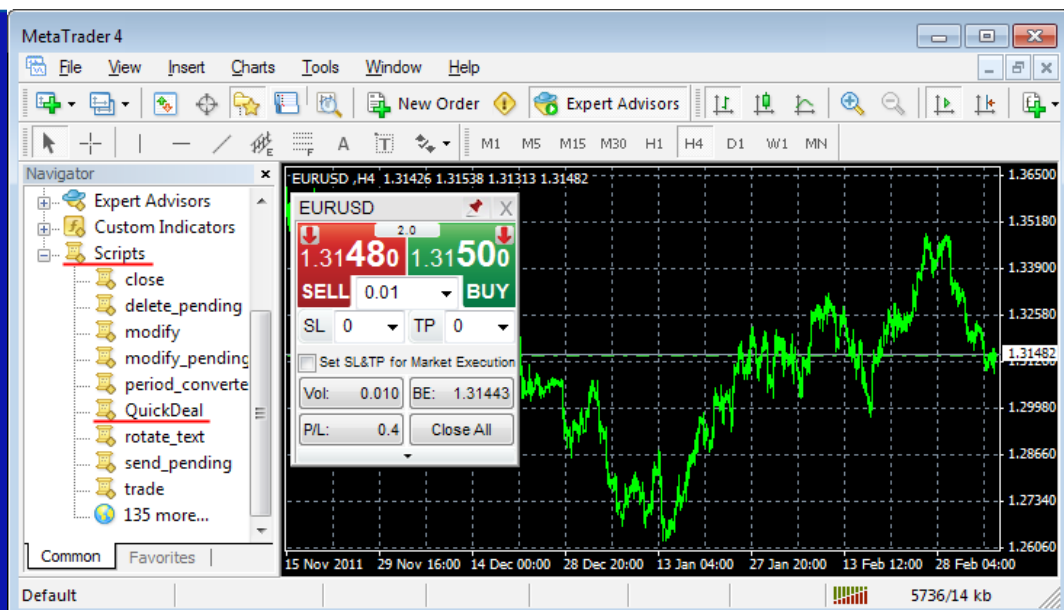 MetaTrader 4
File View Insert Charts Tools Window Help
New Order Expert Advisors
E F A T M1 M5 M15 M30 H1 H4 D1 W1 MN
Navigator
Expert Advisors
Custom Indicators
Scripts
close
delete_pending
modify
modify_pending
period_converte
QuickDeal
rotate_text
send_pending
trade
135 more...
Common Favorites
EURUSD ,H4 1.31426 1.31538 1.31313 1.31482
EURUSD X
2.0
1.31480 1.31500
SELL 0.01 BUY
SL 0 TP 0
Set SL&TP for Market Execution
Vol: 0.010 BE: 1.31443
P/L: 0.4 Close All
1.36500
1.35180
1.33900
1.32580
1.31482
1.29980
1.28660
1.27340
1.26060
15 Nov 2011 29 Nov 16:00 14 Dec 00:00 28 Dec 20:00 13 Jan 04:00 27 Jan 20:00 13 Feb 12:00 28 Feb 04:00
Default 5736/14 kb